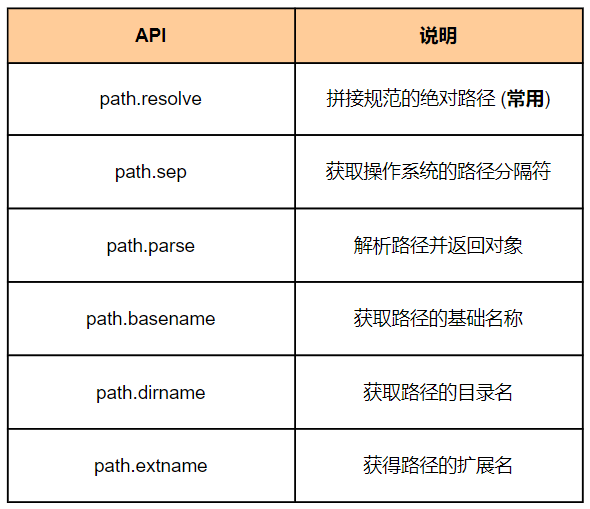 API 说明
path.resolve 拼接规范的绝对路径 (常用)
path.sep 获取操作系统的路径分隔符
path.parse 解析路径并返回对象
path.basename 获取路径的基础名称
path.dirname 获取路径的目录名
path.extname 获得路径的扩展名